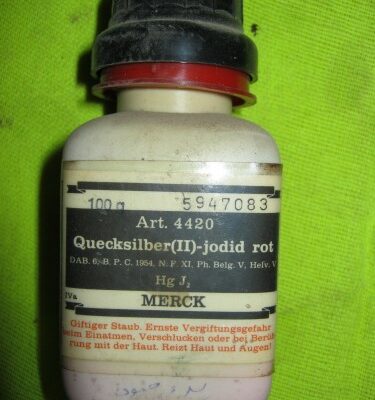 100 g 5947083
Art. 4420
Quecksilber(II)-jodid rot
DAB. 6, B. P. C. 1954, N. F. XI, Ph. Belg. V, Helv. V
Hg J₂
IVa
MERCK
Giftiger Staub. Ernste Vergiftungsgefahr
beim Einatmen, Verschlucken oder bei Berüh
rung mit der Haut. Reizt Haut und Augen!